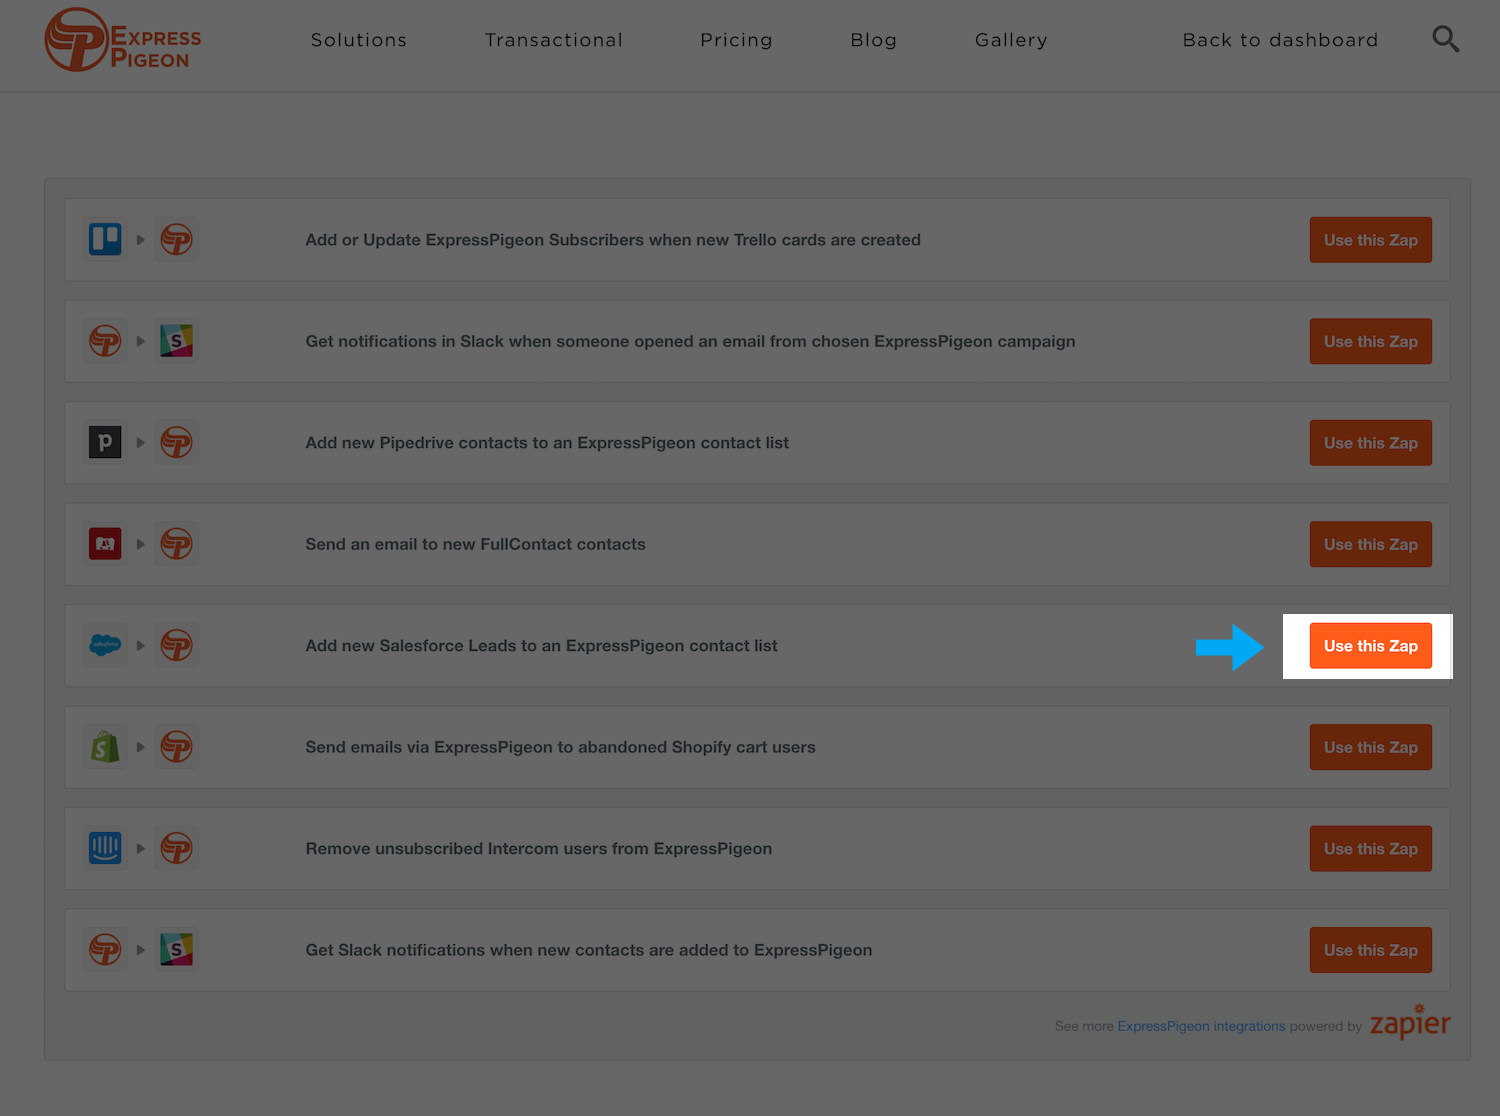 EXPRESS
PIGEON
Solutions
Transactional
Pricing
Blog
Gallery
Back to dashboard
Add or Update ExpressPigeon Subscribers when new Trello cards are created
Use this Zap
S
Get notifications in Slack when someone opened an email from chosen ExpressPigeon campaign
Use this Zap
p
Add new Pipedrive contacts to an ExpressPigeon contact list
Use this Zap
Send an email to new FullContact contacts
Use this Zap
salesforce
Add new Salesforce Leads to an ExpressPigeon contact list
Use this Zap
S
Send emails via ExpressPigeon to abandoned Shopify cart users
Use this Zap
Remove unsubscribed Intercom users from ExpressPigeon
Use this Zap
S
Get Slack notifications when new contacts are added to ExpressPigeon
Use this Zap
See more ExpressPigeon integrations powered by zapier